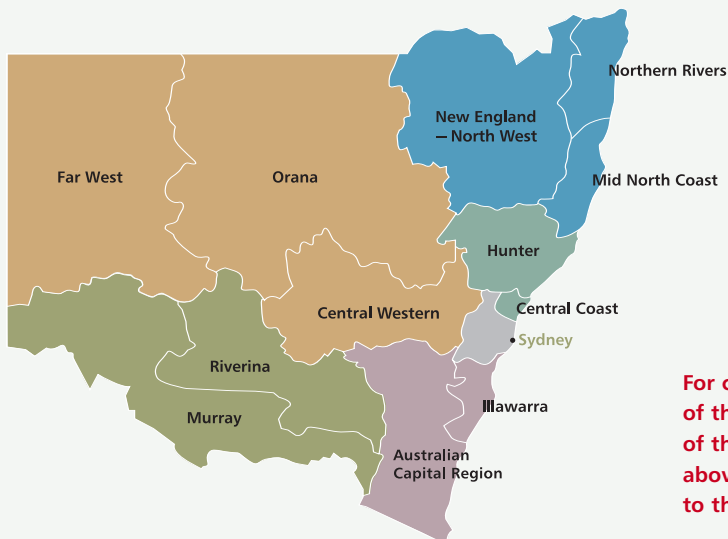 Northern Rivers
New England
– North West
Far West
Orana
Mid North Coast
Hunter
Central Western
Central Coast
Sydney
Riverina
Murray
Illawarra
Australian
Capital Region
For
of th
of the
abov
to th